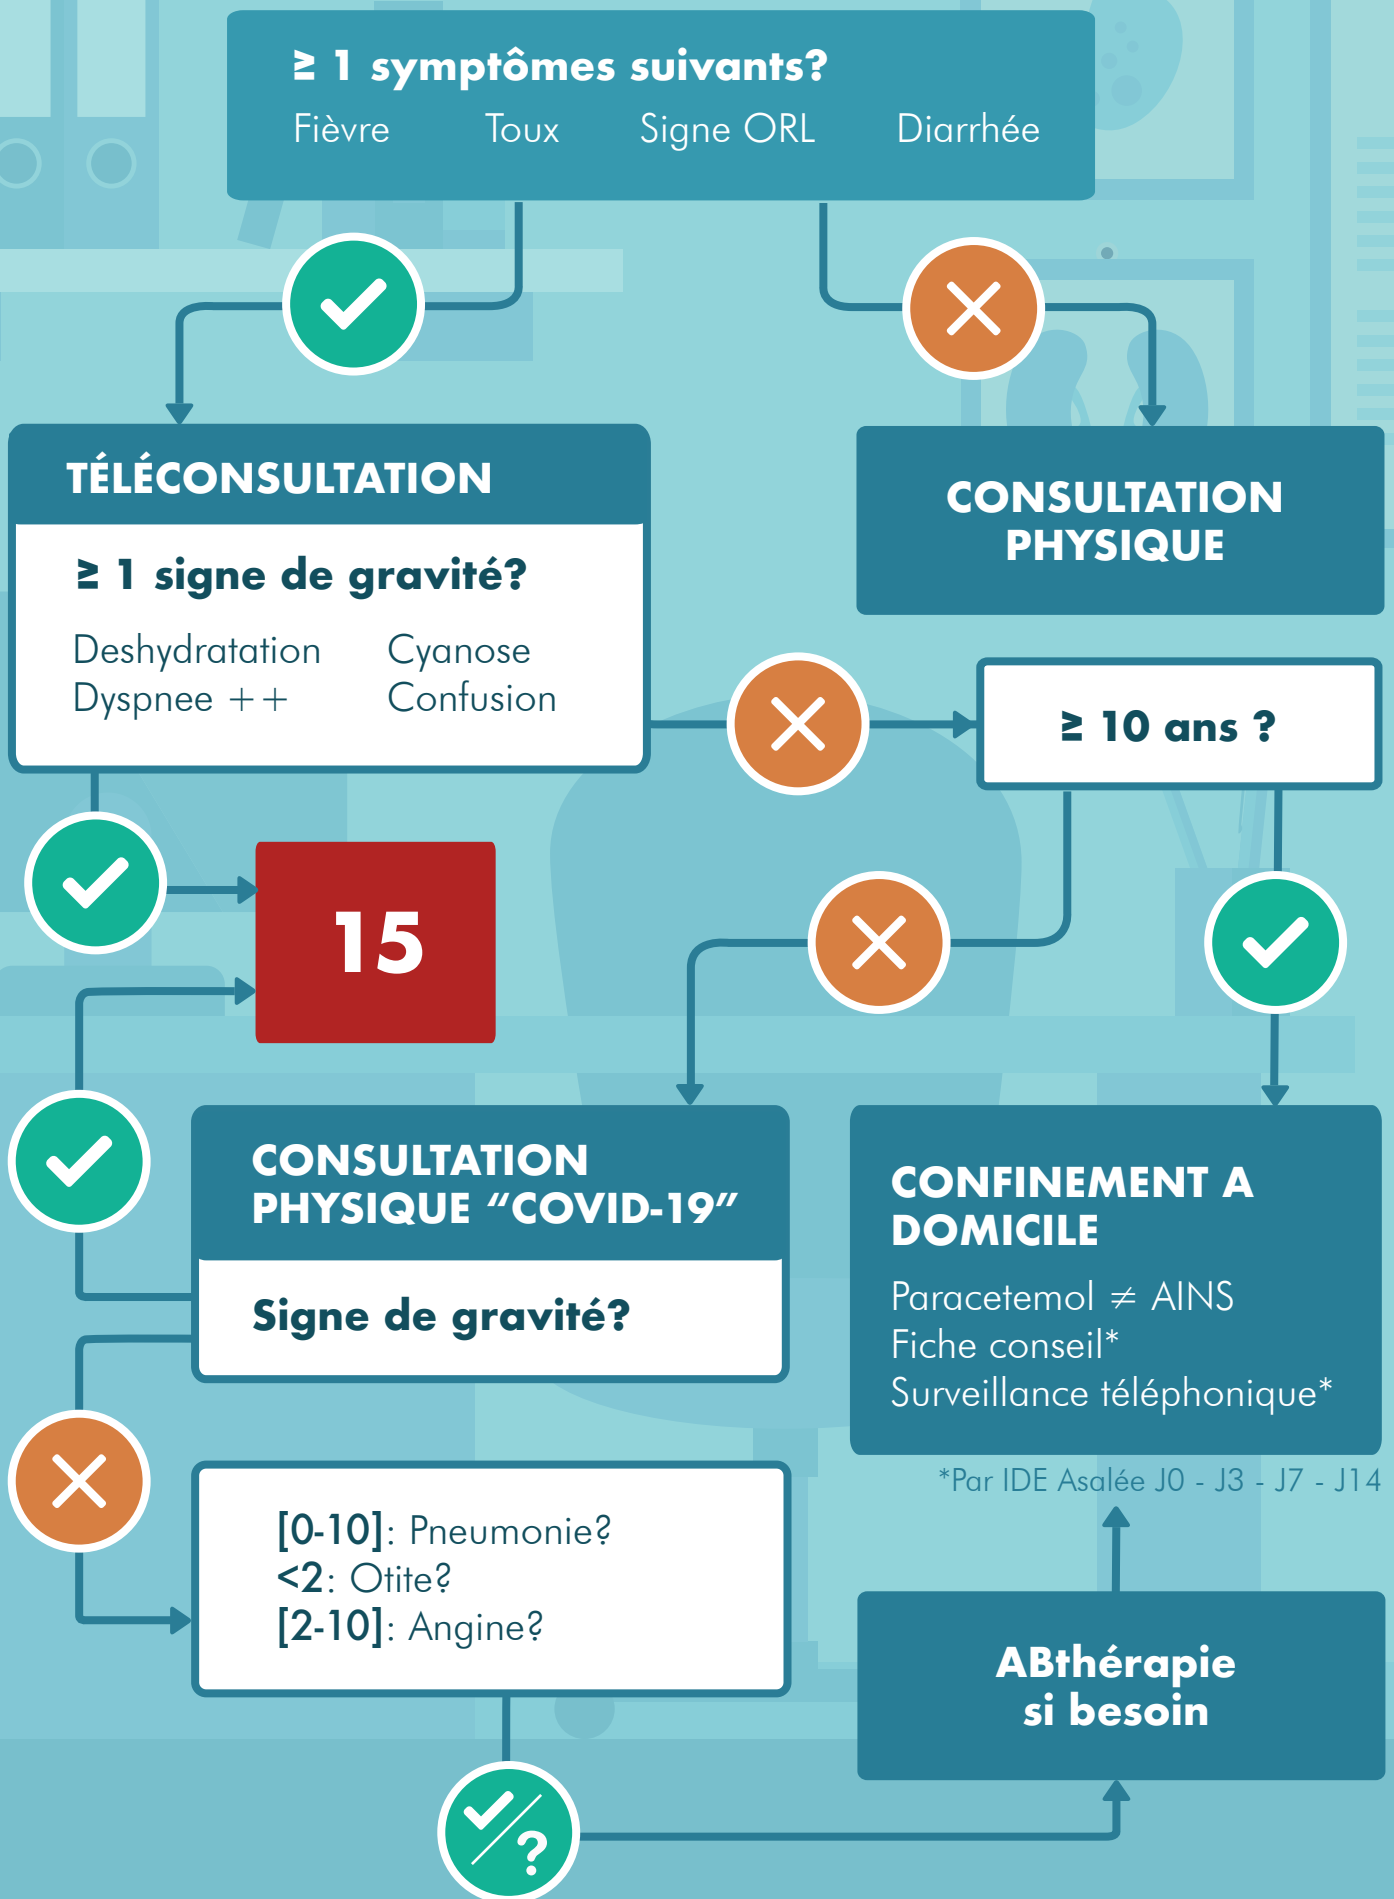 ≥ 1 symptômes suivants?
Fièvre Toux Signe ORL Diarrhée
TÉLÉCONSULTATION
≥ 1 signe de gravité?
Deshydratation Cyanose
Dyspnee ++ Confusion
CONSULTATION
PHYSIQUE
≥ 10 ans ?
15
CONSULTATION
PHYSIQUE “COVID-19”
Signe de gravité?
CONFINEMENT A
DOMICILE
Paracetemol ≠ AINS
Fiche conseil*
Surveillance téléphonique*
*Par IDE Asalée J0 - J3 - J7 - J14
[0-10]: Pneumonie?
<2: Otite?
[2-10]: Angine?
ABthérapie
si besoin
?